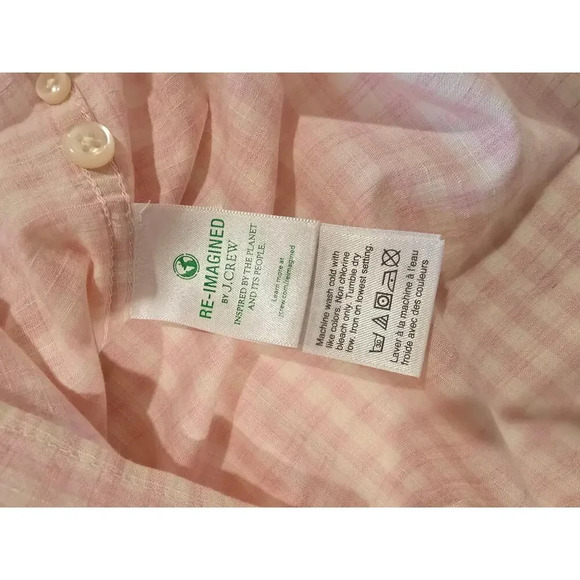 RE-IMAGINED
BY J.CREW
INSPIRED BY THE PLANET
AND ITS PEOPLE.
Learn more at
jcrew.com/reimagined
Machine wash cold with
like colors. Non chlorine
bleach only. Tumble dry
low. Iron on lowest setting.
30
Laver à la machine à l'eau
froide avec des couleurs